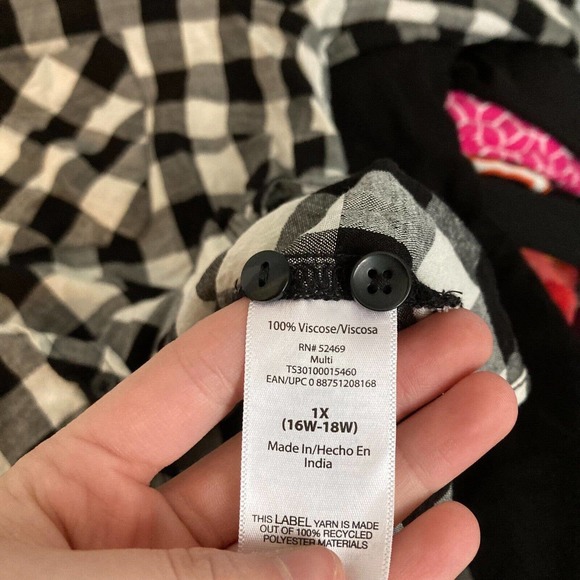 100% Viscose/Viscosa
RN# 52469
Multi
TS30100015460
EAN/UPC 0 88751208168
1X
(16W-18W)
Made In/Hecho En
India
THIS LABEL YARN IS MADE
OUT OF 100% RECYCLED
POLYESTER MATERIALS